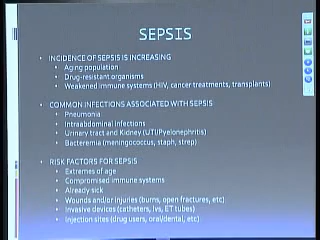 SEPSIS
• INCIDENCE OF SEPSIS IS INCREASING
• Aging population
• Drug-resistant organisms
• Weakened immune systems (HIV, cancer treatments, transplants)
• COMMON INFECTIONS ASSOCIATED WITH SEPSIS
• Pneumonia
• Intraabdominal Infections
• Urinary tract and Kidney (UTI/Pyelonephritis)
• Bacteremia (meningococcus, staph, strep)
• RISK FACTORS FOR SEPSIS
• Extremes of age
• Compromised immune systems
• Already sick
• Wounds and/or injuries (burns, open fractures, etc)
• Invasive devices (catheters, IVs, ET tubes)
• Injection sites (drug users, oral/dental, etc)